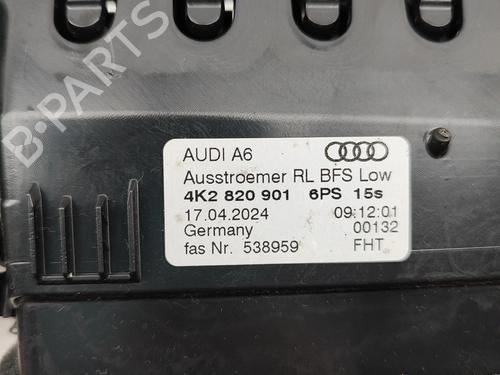 B-PARTS
AUDI A6
Ausstroemer RL BFS Low
4K2 820 901 6PS 15s
17.04.2024 09:12:01
Germany 00132
fas Nr. 538959 FHT